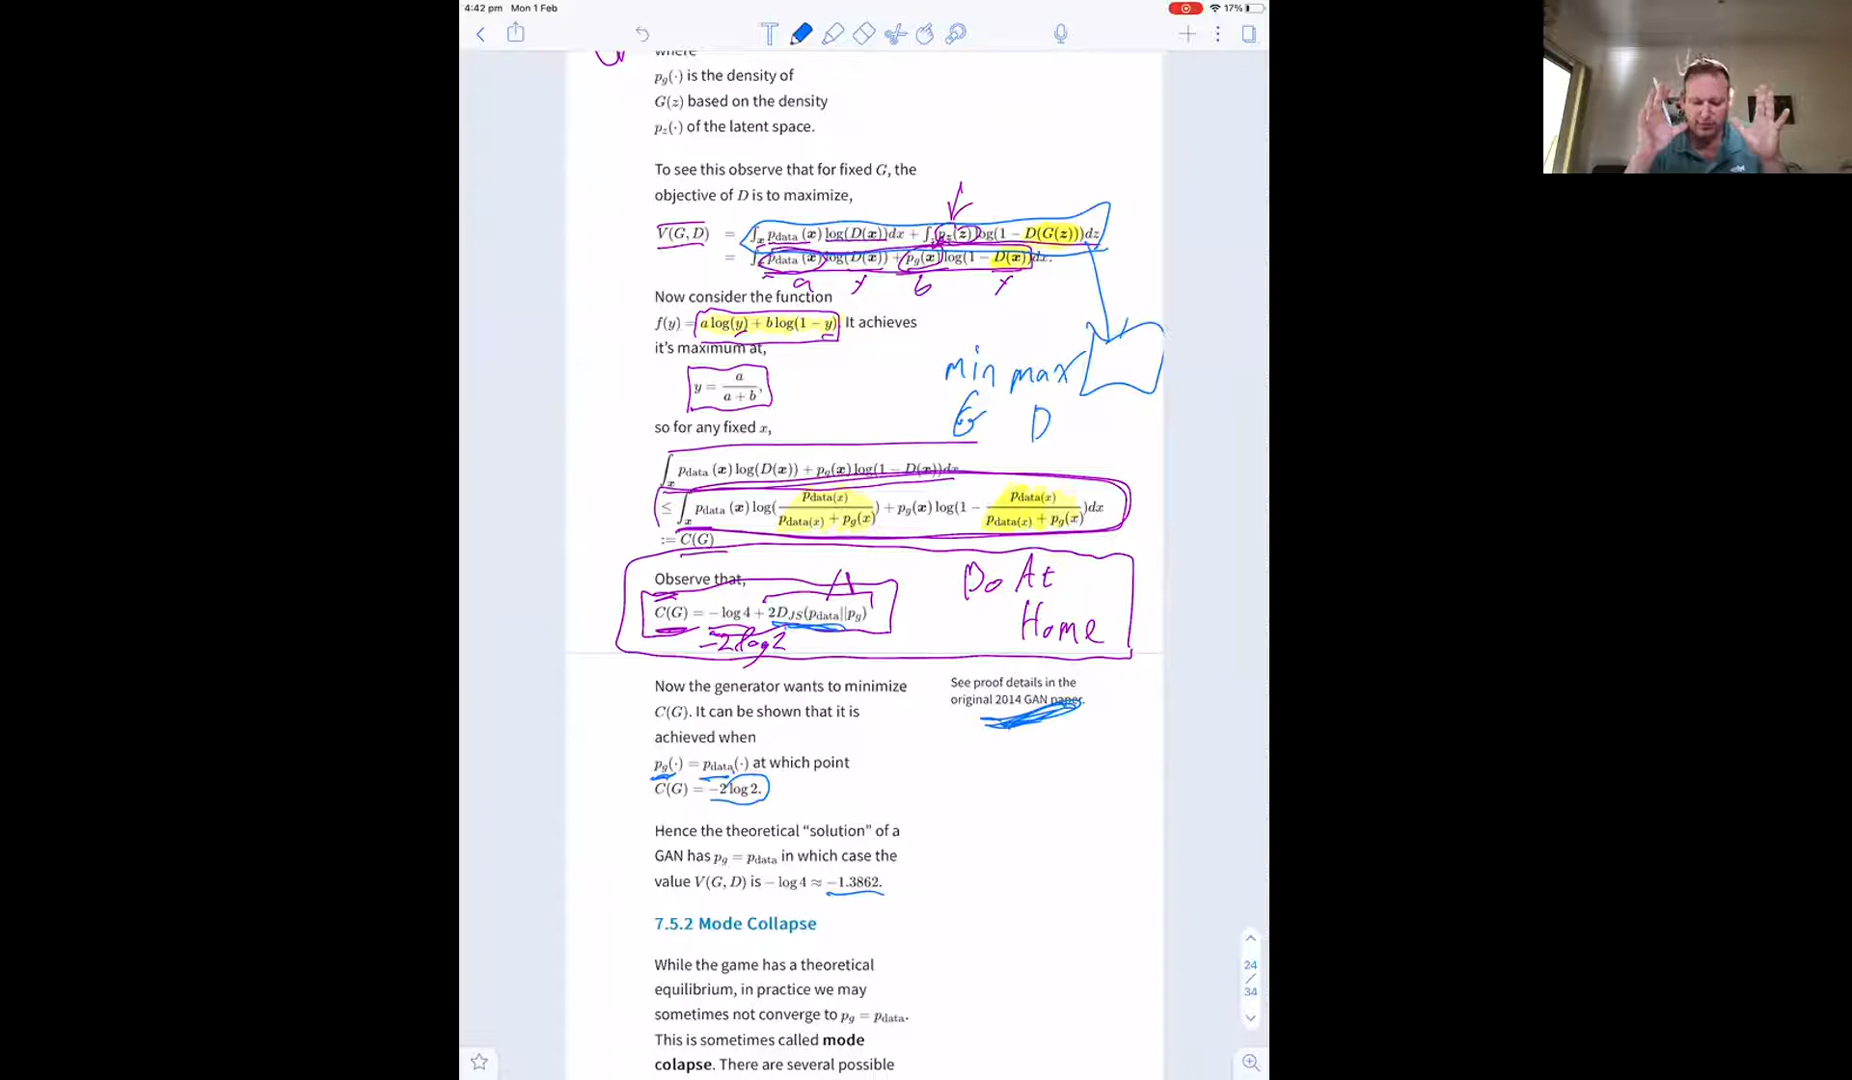 4:42 pm Mon 1 Feb
17%
where
p_g(·) is the density of
G(z) based on the density
p_z(·) of the latent space.
To see this observe that for fixed G, the
objective of D is to maximize,
V(G, D) = ∫_x p_data (x) log(D(x))dx + ∫_z p_z(z) log(1 − D(G(z)))dz
= ∫_x p_data (x) log(D(x)) + p_g(x) log(1 − D(x))dx.
a y b y
Now consider the function
f(y) = a log(y) + b log(1 − y). It achieves
it's maximum at,
y = a / (a + b),
min max
G D
so for any fixed x,
∫_x p_data (x) log(D(x)) + p_g(x) log(1 − D(x))dx
≤ ∫_x p_data (x) log( p_data(x) / (p_data(x) + p_g(x)) ) + p_g(x) log(1 − p_data(x) / (p_data(x) + p_g(x)) )dx
:= C(G)
Observe that,
Do At
Home
C(G) = − log 4 + 2D_JS(p_data||p_g)
−2log2
Now the generator wants to minimize
C(G). It can be shown that it is
achieved when
p_g(·) = p_data(·) at which point
C(G) = −2 log 2.
See proof details in the
original 2014 GAN paper.
Hence the theoretical “solution” of a
GAN has p_g = p_data in which case the
value V(G, D) is − log 4 ≈ −1.3862.
7.5.2 Mode Collapse
While the game has a theoretical
equilibrium, in practice we may
sometimes not converge to p_g = p_data.
This is sometimes called mode
colapse. There are several possible
24
/
34